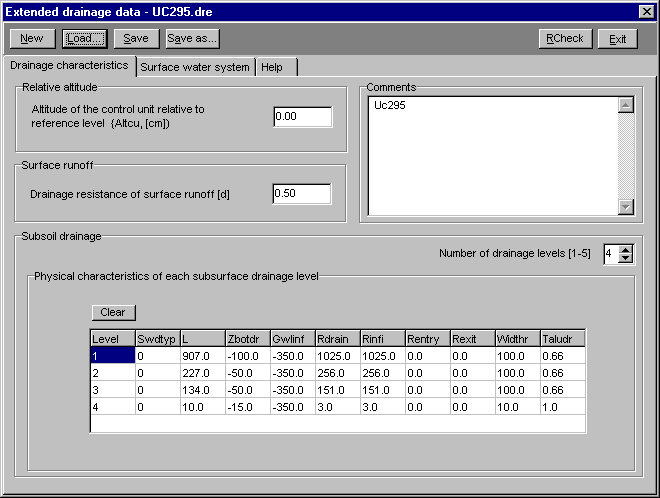 Extended drainage data - UC295.dre
New Load... Save Save as... RCheck Exit
Drainage characteristics Surface water system Help
Relative altitude
Altitude of the control unit relative to
reference level (Altcu, [cm])
0.00
Comments
Uc295
Surface runoff
Drainage resistance of surface runoff [d] 0.50
Subsoil drainage
Number of drainage levels [1-5] 4
Physical characteristics of each subsurface drainage level
Clear
Level Swdtyp L Zbotdr Gwlinf Rdrain Rinfi Rentry Rexit Widthr Taludr
1 0 907.0 -100.0 -350.0 1025.0 1025.0 0.0 0.0 100.0 0.66
2 0 227.0 -50.0 -350.0 256.0 256.0 0.0 0.0 100.0 0.66
3 0 134.0 -50.0 -350.0 151.0 151.0 0.0 0.0 100.0 0.66
4 0 10.0 -15.0 -350.0 3.0 3.0 0.0 0.0 10.0 1.0